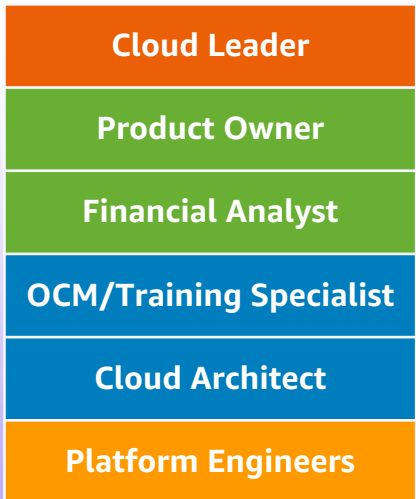 Cloud Leader
Product Owner
Financial Analyst
OCM/Training Specialist
Cloud Architect
Platform Engineers